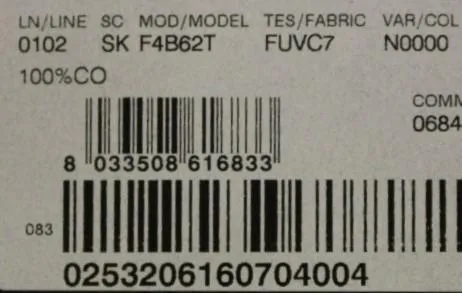 LN/LINE SC MOD/MODEL TES/FABRIC VAR/COL
0102 SK F4B62T FUVC7 N0000
100%CO
COMM
0684
8 033508 616833
083
0253206160704004